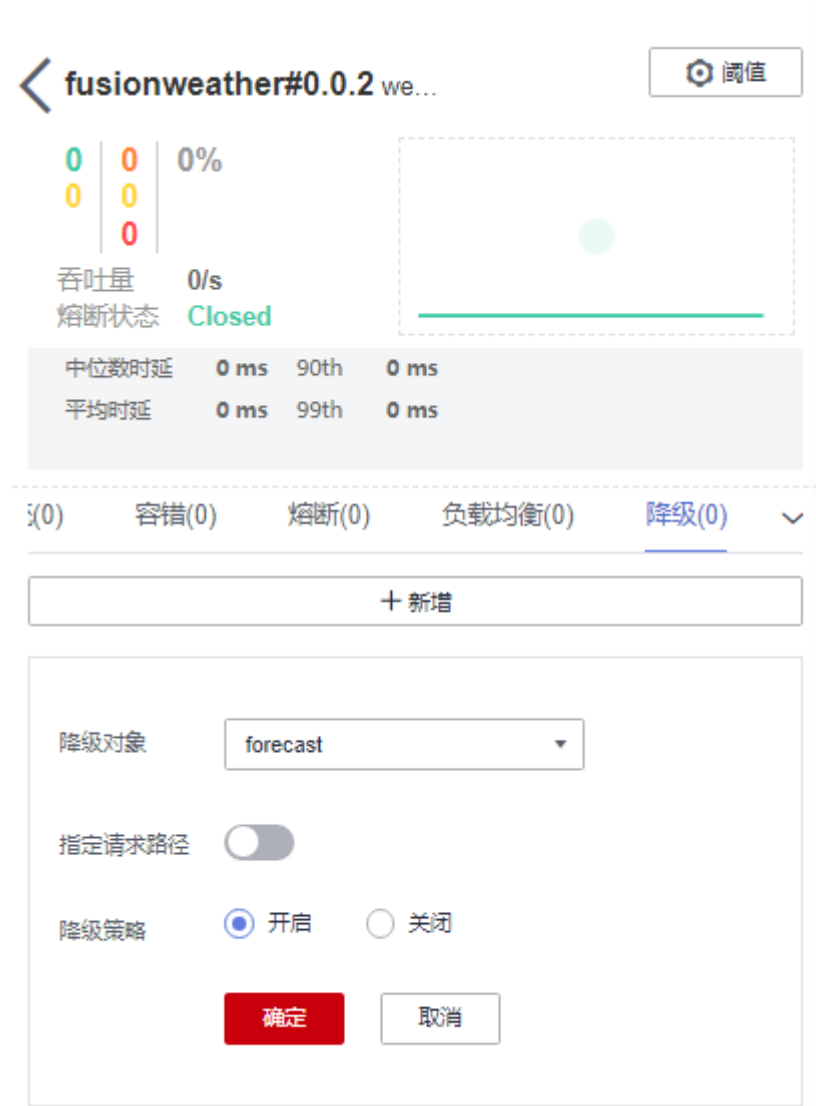 fusionweather#0.0.2 we...
阈值
0 0 0%
0 0
0
吞吐量 0/s
熔断状态 Closed
中位数时延 0 ms 90th 0 ms
平均时延 0 ms 99th 0 ms
(0) 容错(0) 熔断(0) 负载均衡(0) 降级(0)
新增
降级对象 forecast
指定请求路径
降级策略 开启 关闭
确定 取消